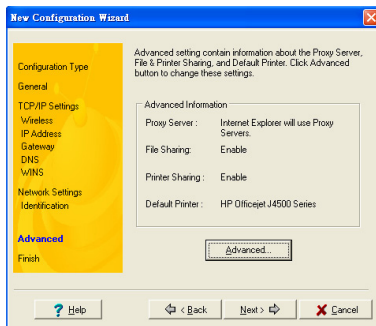 New Configuration Wizard
Configuration Type
General
TCP/IP Settings
Wireless
IP Address
Gateway
DNS
WINS
Network Settings
Identification
Advanced
Finish
Advanced setting contain information about the Proxy Server,
File & Printer Sharing, and Default Printer. Click Advanced
button to change these settings.
Advanced Information
Proxy Server : Internet Explorer will use Proxy
Servers.
File Sharing: Enable
Printer Sharing : Enable
Default Printer : HP Officejet J4500 Series
Advanced...
? Help
< Back
Next >
Cancel